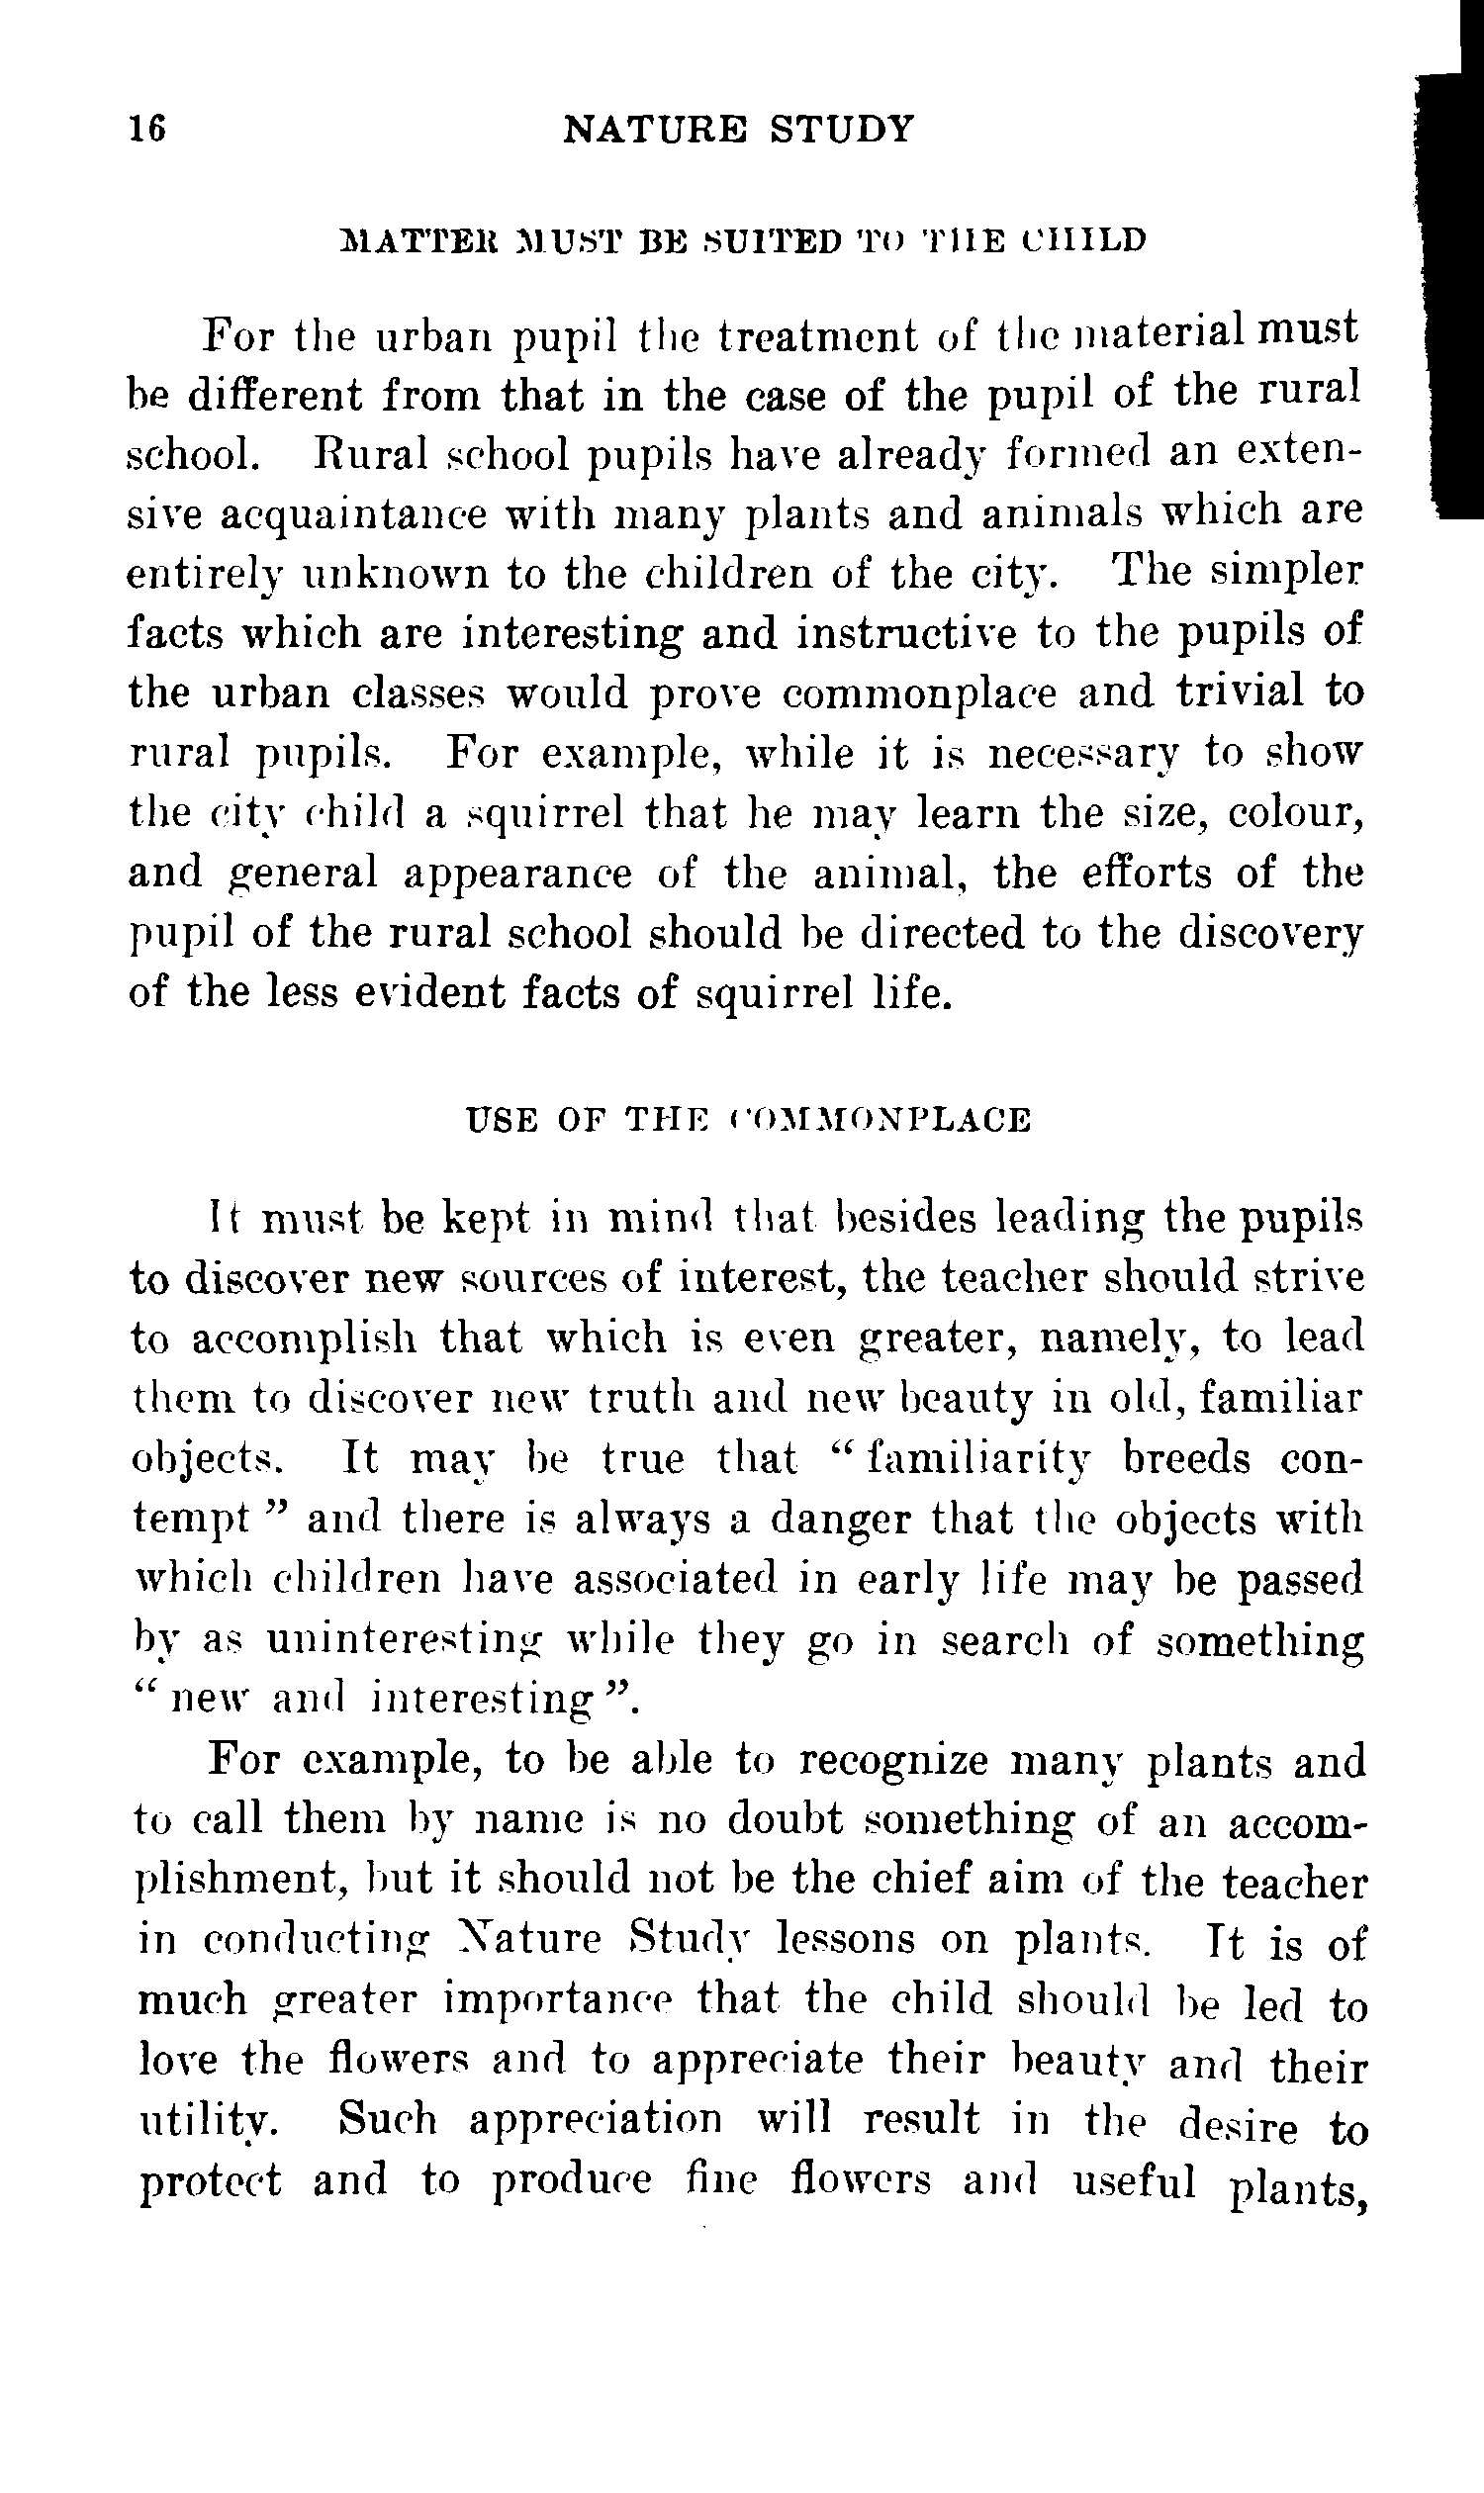 16 NATURE STUDY
MATTER MUST BE SUITED TO THE CHILD
For the urban pupil the treatment of the material must
be different from that in the case of the pupil of the rural
school. Rural school pupils have already formed an exten-
sive acquaintance with many plants and animals which are
entirely unknown to the children of the city. The simpler
facts which are interesting and instructive to the pupils of
the urban classes would prove commonplace and trivial to
rural pupils. For example, while it is necessary to show
the city child a squirrel that he may learn the size, colour,
and general appearance of the animal, the efforts of the
pupil of the rural school should be directed to the discovery
of the less evident facts of squirrel life.
USE OF THE COMMONPLACE
It must be kept in mind that besides leading the pupils
to discover new sources of interest, the teacher should strive
to accomplish that which is even greater, namely, to lead
them to discover new truth and new beauty in old, familiar
objects. It may be true that " familiarity breeds con-
tempt " and there is always a danger that the objects with
which children have associated in early life may be passed
by as uninteresting while they go in search of something
" new and interesting ".
For example, to be able to recognize many plants and
to call them by name is no doubt something of an accom-
plishment, but it should not be the chief aim of the teacher
in conducting Nature Study lessons on plants. It is of
much greater importance that the child should be led to
love the flowers and to appreciate their beauty and their
utility. Such appreciation will result in the desire to
protect and to produce fine flowers and useful plants,